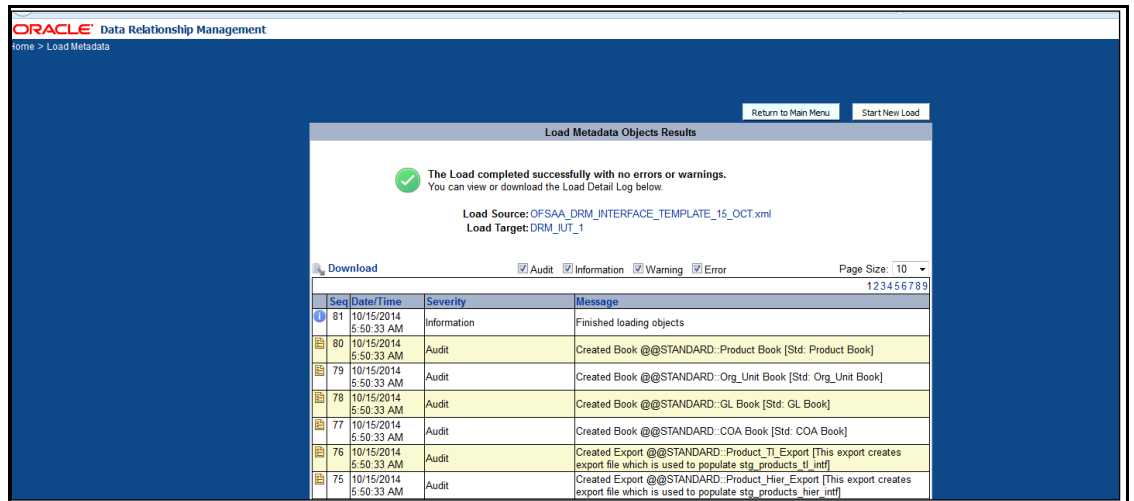 ORACLE Data Relationship Management
Home > Load Metadata
Return to Main Menu Start New Load
Load Metadata Objects Results
The Load completed successfully with no errors or warnings.
You can view or download the Load Detail Log below.
Load Source: OFSAA_DRM_INTERFACE_TEMPLATE_15_OCT.xml
Load Target: DRM_IUT_1
Download Audit Information Warning Error Page Size: 10
1 2 3 4 5 6 7 8 9
Seq Date/Time Severity Message
81 10/15/2014 5:50:33 AM Information Finished loading objects
80 10/15/2014 5:50:33 AM Audit Created Book @@STANDARD::Product Book [Std: Product Book]
79 10/15/2014 5:50:33 AM Audit Created Book @@STANDARD::Org_Unit Book [Std: Org_Unit Book]
78 10/15/2014 5:50:33 AM Audit Created Book @@STANDARD::GL Book [Std: GL Book]
77 10/15/2014 5:50:33 AM Audit Created Book @@STANDARD::COA Book [Std: COA Book]
76 10/15/2014 5:50:33 AM Audit Created Export @@STANDARD::Product_Tl_Export [This export creates
export file which is used to populate stg_products_tl_intf]
75 10/15/2014 5:50:33 AM Audit Created Export @@STANDARD::Product_Hier_Export [This export creates
export file which is used to populate stg_products_hier_intf]